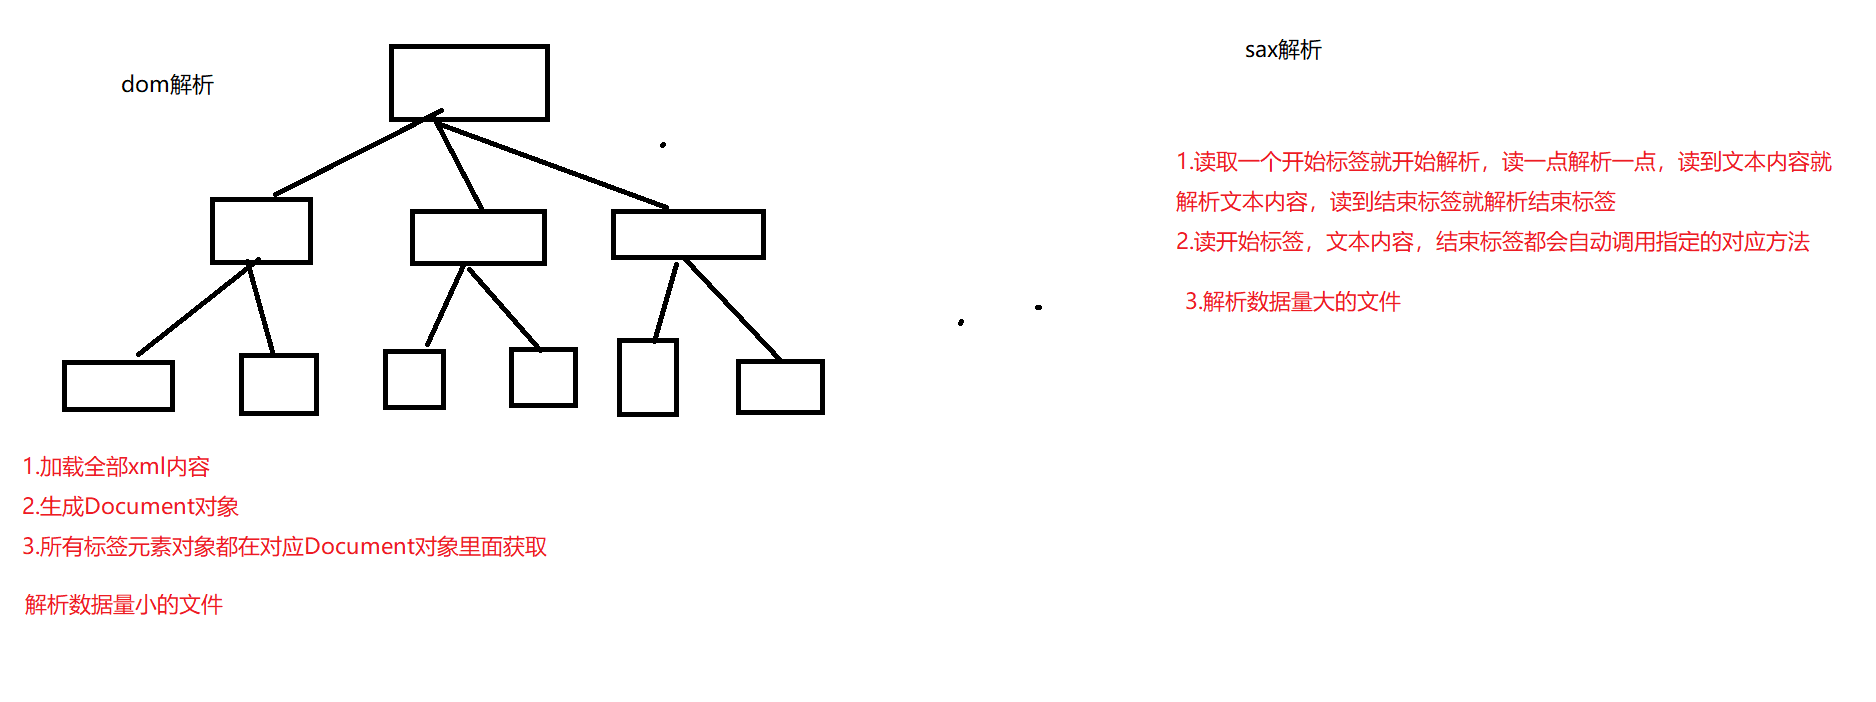 dom解析
1.加载全部xml内容
2.生成Document对象
3.所有标签元素对象都在对应Document对象里面获取
解析数据量小的文件
sax解析
1.读取一个开始标签就开始解析，读一点解析一点，读到文本内容就
解析文本内容，读到结束标签就解析结束标签
2.读开始标签，文本内容，结束标签都会自动调用指定的对应方法
3.解析数据量大的文件